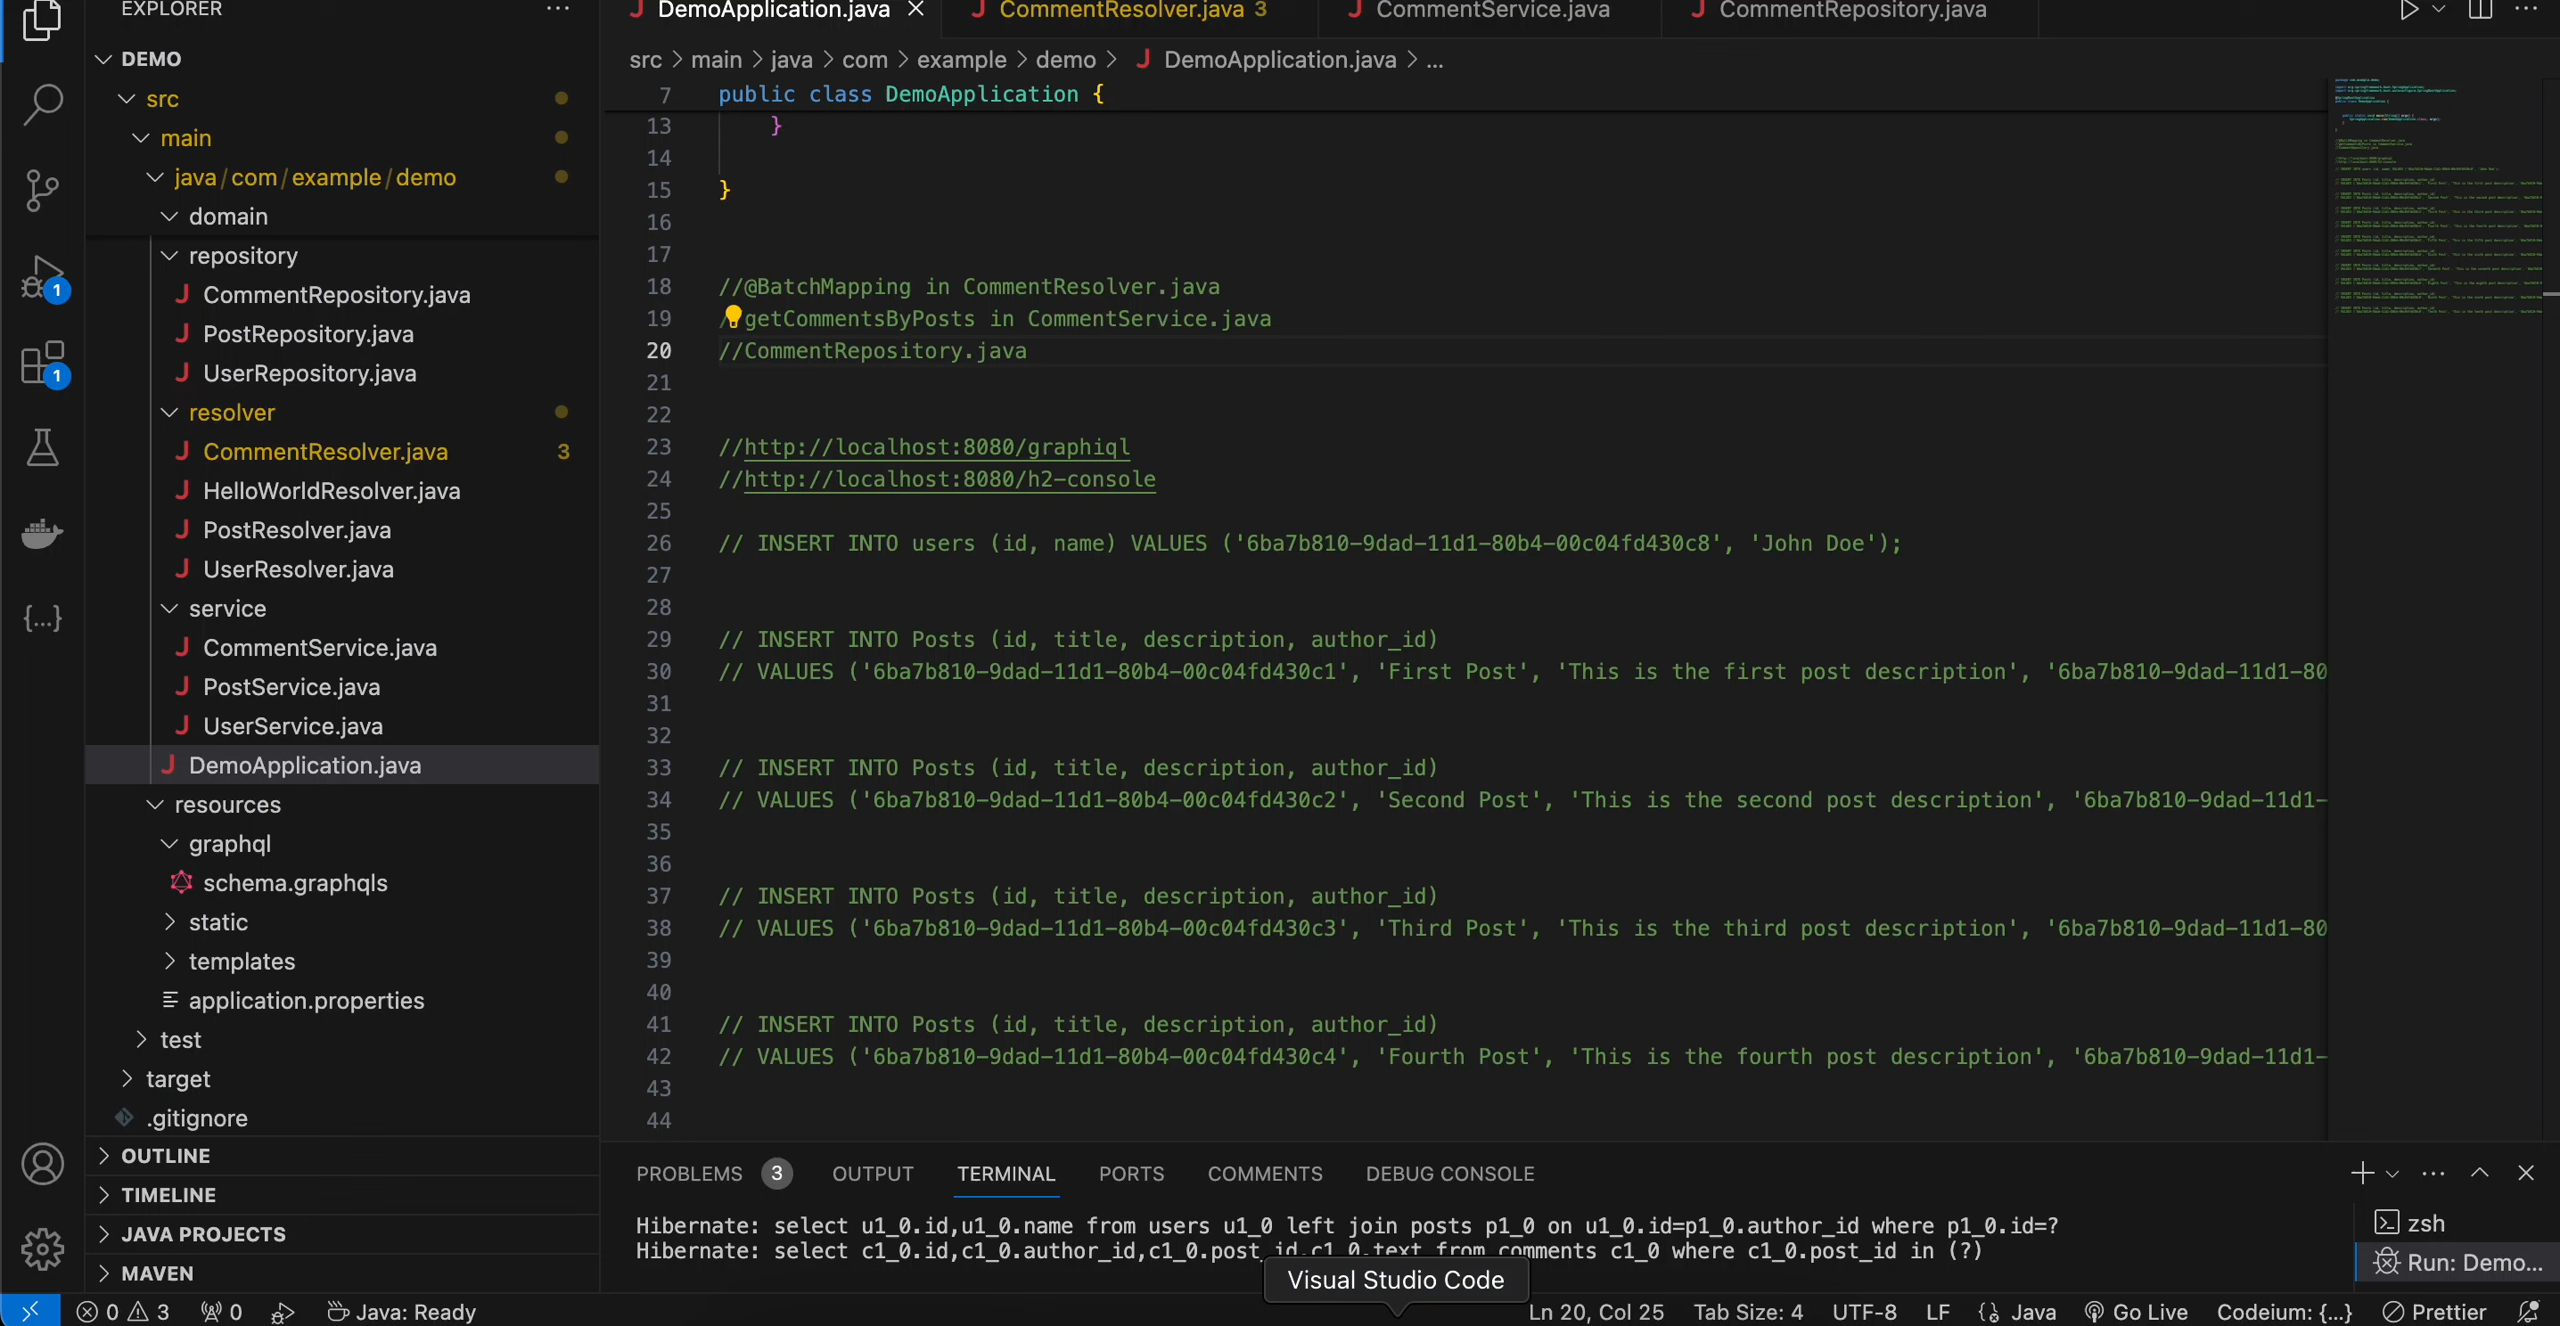 EXPLORER
DEMO
src
main
java / com / example / demo
domain
repository
CommentRepository.java
PostRepository.java
UserRepository.java
resolver
CommentResolver.java 3
HelloWorldResolver.java
PostResolver.java
UserResolver.java
service
CommentService.java
PostService.java
UserService.java
DemoApplication.java
resources
graphql
schema.graphqls
static
templates
application.properties
test
target
.gitignore
OUTLINE
TIMELINE
JAVA PROJECTS
MAVEN
1
1
DemoApplication.java
CommentResolver.java 3
CommentService.java
CommentRepository.java
src > main > java > com > example > demo > DemoApplication.java > ...
7 public class DemoApplication {
13 }
14
15 }
16
17
18 //@BatchMapping in CommentResolver.java
19 /getCommentsByPosts in CommentService.java
20 //CommentRepository.java
21
22
23 //http://localhost:8080/graphiql
24 //http://localhost:8080/h2-console
25
26 // INSERT INTO users (id, name) VALUES ('6ba7b810-9dad-11d1-80b4-00c04fd430c8', 'John Doe');
27
28
29 // INSERT INTO Posts (id, title, description, author_id)
30 // VALUES ('6ba7b810-9dad-11d1-80b4-00c04fd430c1', 'First Post', 'This is the first post description', '6ba7b810-9dad-11d1-80
31
32
33 // INSERT INTO Posts (id, title, description, author_id)
34 // VALUES ('6ba7b810-9dad-11d1-80b4-00c04fd430c2', 'Second Post', 'This is the second post description', '6ba7b810-9dad-11d1-
35
36
37 // INSERT INTO Posts (id, title, description, author_id)
38 // VALUES ('6ba7b810-9dad-11d1-80b4-00c04fd430c3', 'Third Post', 'This is the third post description', '6ba7b810-9dad-11d1-80
39
40
41 // INSERT INTO Posts (id, title, description, author_id)
42 // VALUES ('6ba7b810-9dad-11d1-80b4-00c04fd430c4', 'Fourth Post', 'This is the fourth post description', '6ba7b810-9dad-11d1-
43
44
PROBLEMS 3 OUTPUT TERMINAL PORTS COMMENTS DEBUG CONSOLE
Hibernate: select u1_0.id,u1_0.name from users u1_0 left join posts p1_0 on u1_0.id=p1_0.author_id where p1_0.id=?
Hibernate: select c1_0.id,c1_0.author_id,c1_0.post_id,c1_0.text from comments c1_0 where c1_0.post_id in (?)
zsh
Run: Demo...
Visual Studio Code
0 3 0 Java: Ready
Ln 20, Col 25 Tab Size: 4 UTF-8 LF Java Go Live Codeium: {...} Prettier